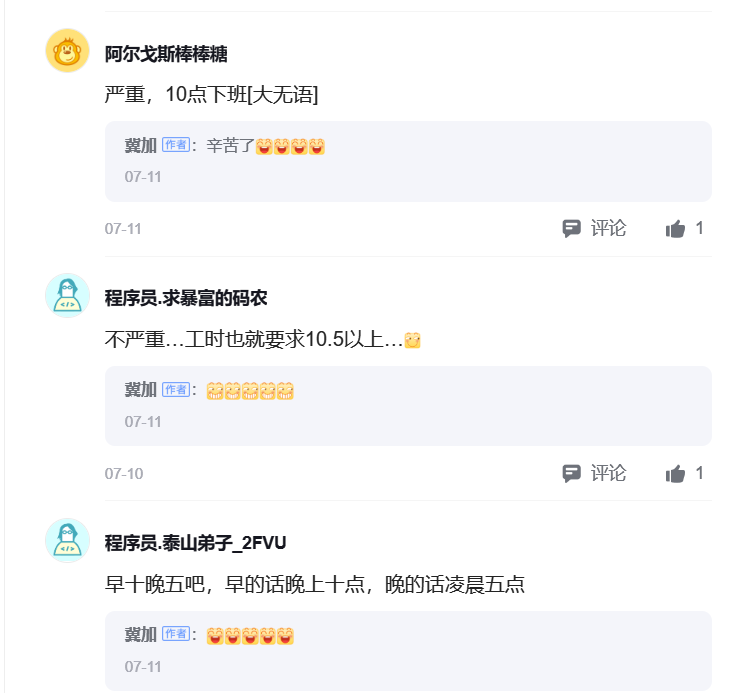 阿尔戈斯棒棒糖
严重，10点下班[大无语]
冀加 作者：辛苦了
07-11
07-11 评论 1
程序员.求暴富的码农
不严重…工时也就要求10.5以上…
冀加 作者：
07-11
07-10 评论 1
程序员.泰山弟子_2FVU
早十晚五吧，早的话晚上十点，晚的话凌晨五点
冀加 作者：
07-11